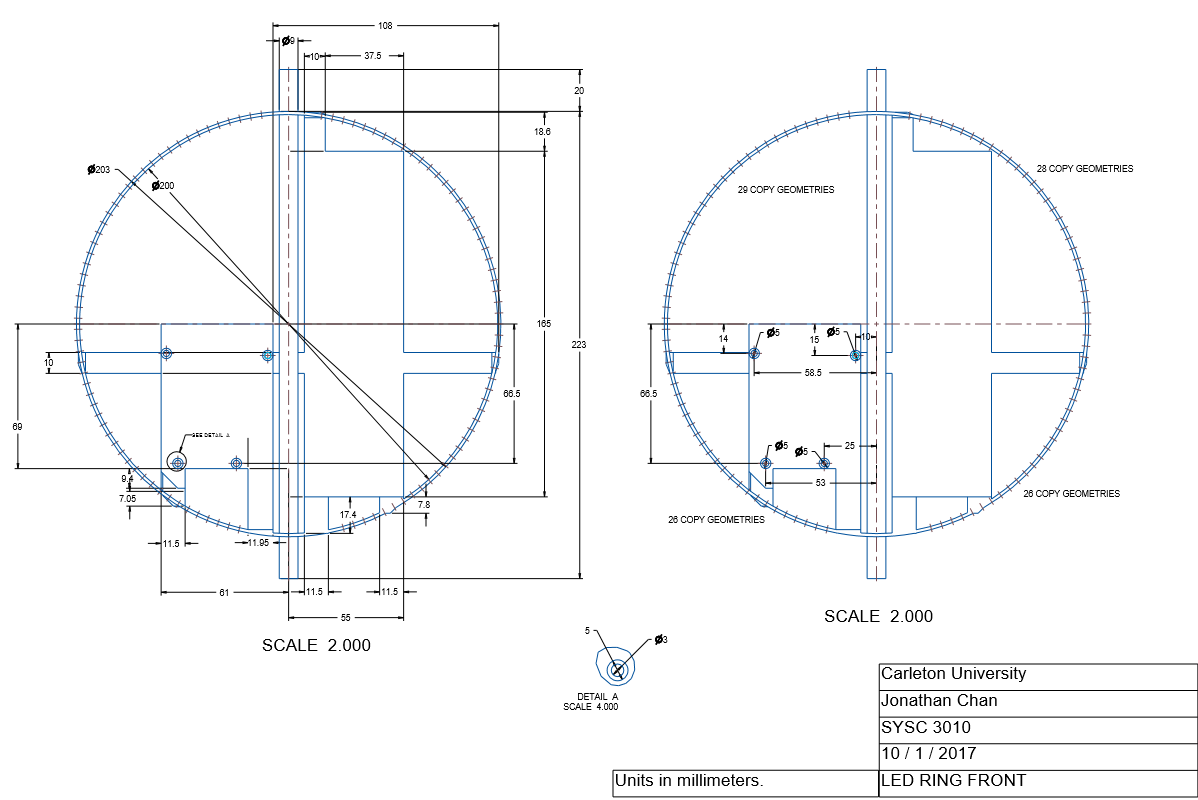 108
Ø9
10
37.5
20
18.6
Ø203
Ø200
28 COPY GEOMETRIES
29 COPY GEOMETRIES
165
223
14
Ø5
15
Ø5
10
10
58.5
66.5
66.5
69
SEE DETAIL A
Ø5
25
Ø5
9.4
7.05
53
17.4
7.8
26 COPY GEOMETRIES
26 COPY GEOMETRIES
11.5
11.95
61
11.5
11.5
55
SCALE 2.000
SCALE 2.000
5
Ø3
DETAIL A
SCALE 4.000
Carleton University
Jonathan Chan
SYSC 3010
10 / 1 / 2017
Units in millimeters.
LED RING FRONT